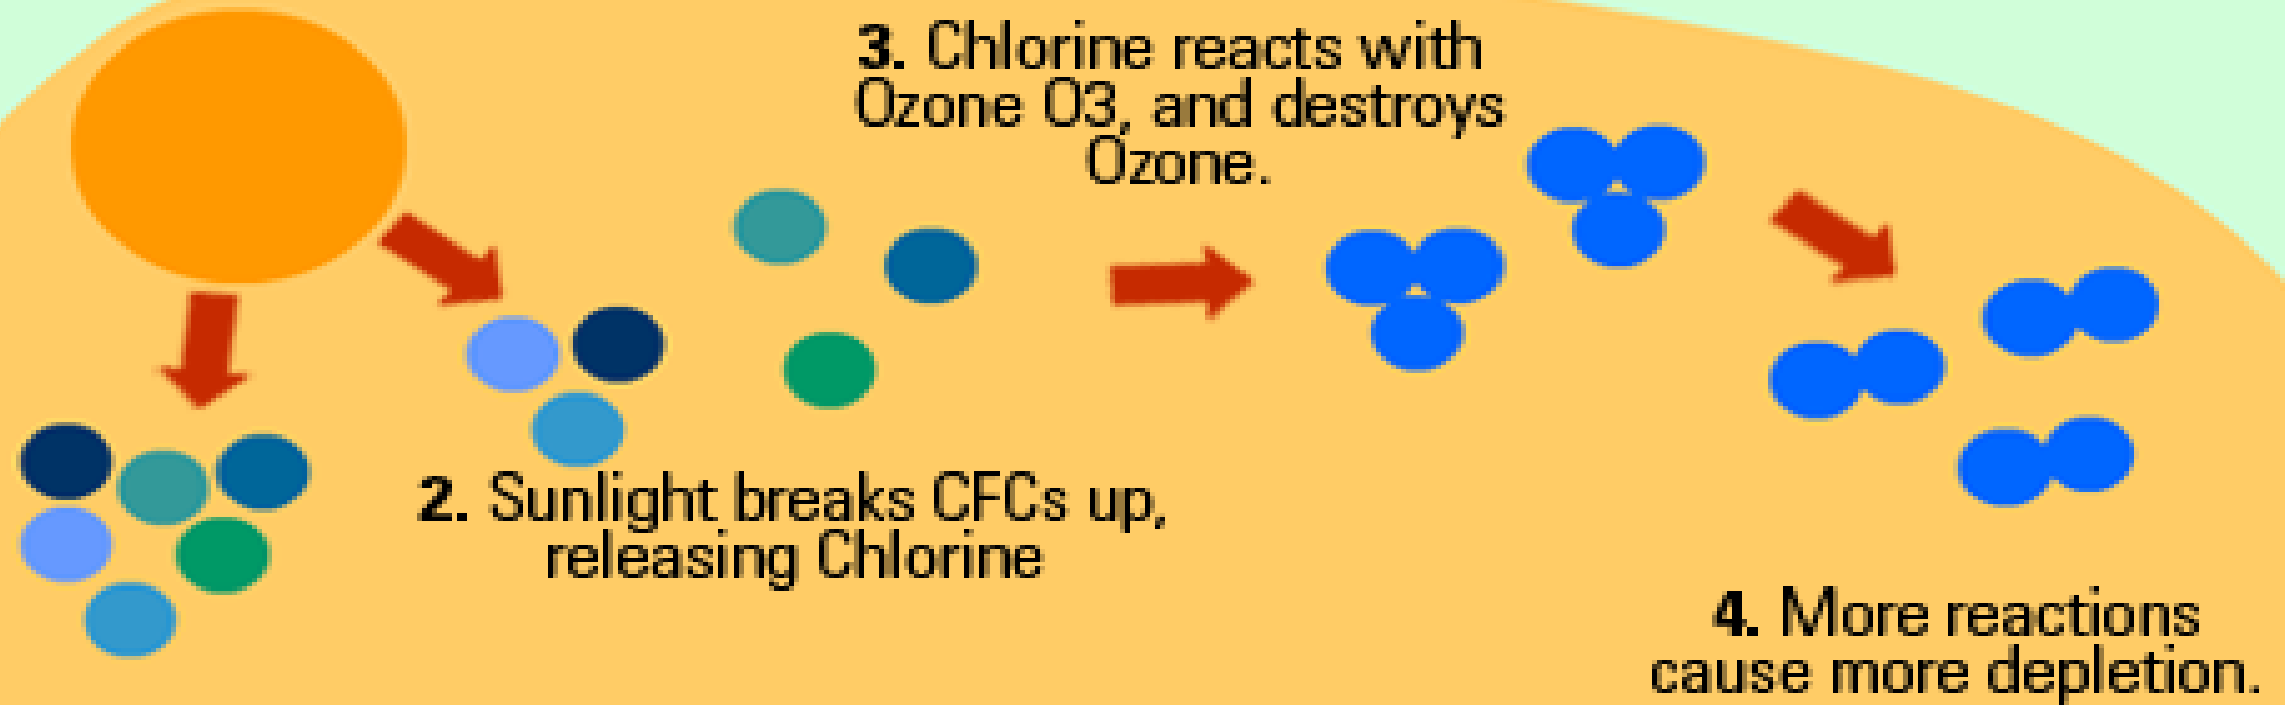 3. Chlorine reacts with
Ozone O3, and destroys
Ozone.
2. Sunlight breaks CFCs up,
releasing Chlorine
4. More reactions
cause more depletion.